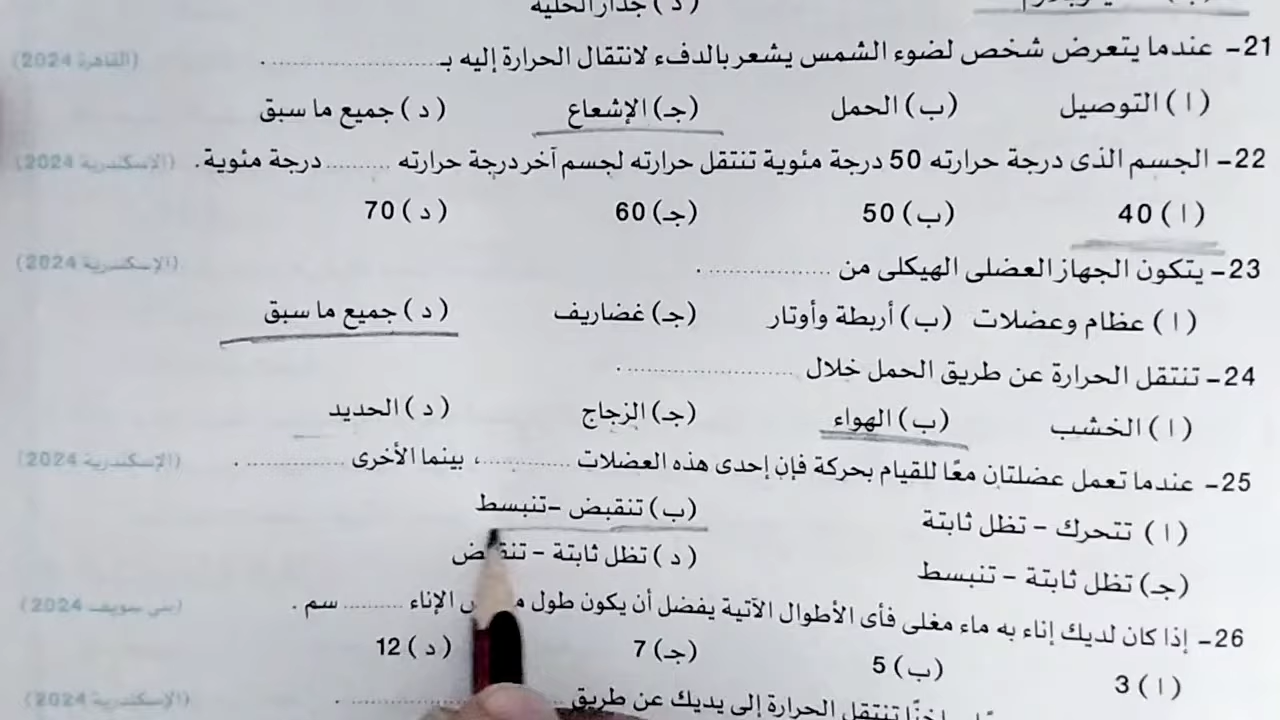 د ) جدار الخلية
21- عندما يتعرض شخص لضوء الشمس يشعر بالدفء لانتقال الحرارة إليه بـ.................... . (القاهرة 2024)
( ا ) التوصيل (ب) الحمل (جـ) الإشعاع ( د ) جميع ما سبق
22- الجسم الذى درجة حرارته 50 درجة مئوية تنتقل حرارته لجسم آخر درجة حرارته .......... درجة مئوية. (الإسكندرية 2024)
( ا ) 40 (ب) 50 (جـ) 60 ( د ) 70
23- يتكون الجهاز العضلى الهيكلى من .................. . (الإسكندرية 2024)
( ا ) عظام وعضلات (ب) أربطة وأوتار (جـ) غضاريف ( د ) جميع ما سبق
24- تنتقل الحرارة عن طريق الحمل خلال ......................... .
( ا ) الخشب (ب) الهواء (جـ) الزجاج ( د ) الحديد
25- عندما تعمل عضلتان معًا للقيام بحركة فإن إحدى هذه العضلات ..............، بينما الأخرى ............... . (الإسكندرية 2024)
( ا ) تتحرك - تظل ثابتة (ب) تنقبض - تنبسط
(جـ) تظل ثابتة - تنبسط ( د ) تظل ثابتة - تنقبض
26- إذا كان لديك إناء به ماء مغلى فأى الأطوال الآتية يفضل أن يكون طول الإناء .......... سم . (بنى سويف 2024)
( ا ) 3 (ب) 5 (جـ) 7 ( د ) 12
تنتقل الحرارة إلى يديك عن طريق .................... . (الإسكندرية 2024)